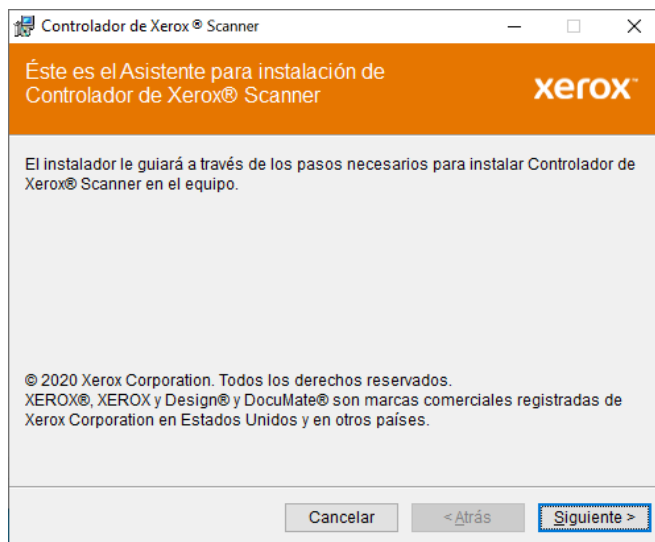 Controlador de Xerox ® Scanner
Éste es el Asistente para instalación de
Controlador de Xerox® Scanner
xerox™
El instalador le guiará a través de los pasos necesarios para instalar Controlador de
Xerox® Scanner en el equipo.
© 2020 Xerox Corporation. Todos los derechos reservados.
XEROX®, XEROX y Design® y DocuMate® son marcas comerciales registradas de
Xerox Corporation en Estados Unidos y en otros países.
Cancelar
< Atrás
Siguiente >